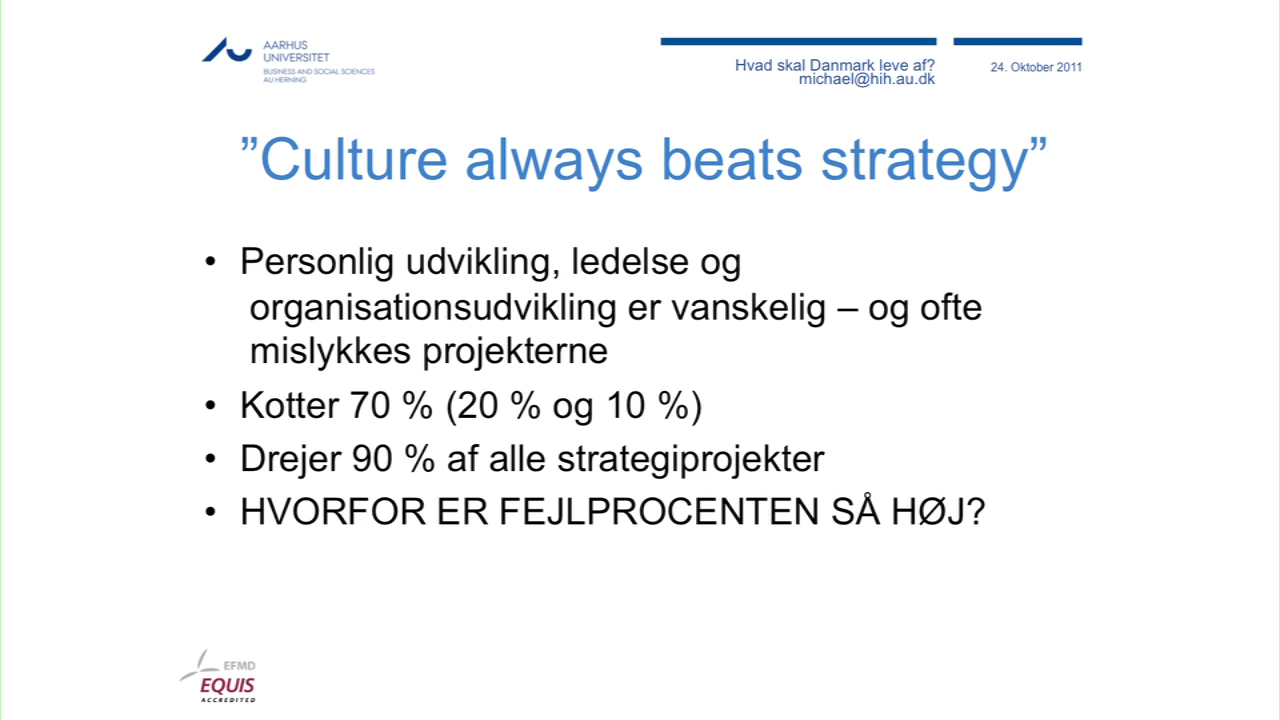 AARHUS
UNIVERSITET
BUSINESS AND SOCIAL SCIENCES
AU HERNING
Hvad skal Danmark leve af?
michael@hih.au.dk
24. Oktober 2011
”Culture always beats strategy”
• Personlig udvikling, ledelse og
organisationsudvikling er vanskelig – og ofte
mislykkes projekterne
• Kotter 70 % (20 % og 10 %)
• Drejer 90 % af alle strategiprojekter
• HVORFOR ER FEJLPROCENTEN SÅ HØJ?
EFMD
EQUIS
ACCREDITED